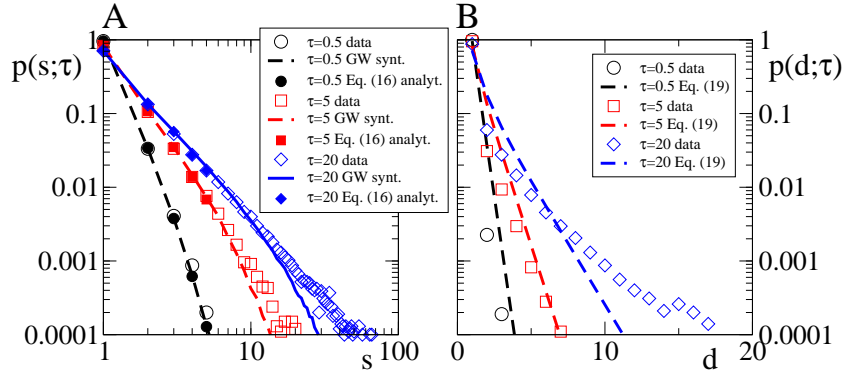 A
B
p(s;τ)
1
0.1
0.01
0.001
0.0001
1
10
100
s
τ=0.5 data
τ=0.5 GW synt.
τ=0.5 Eq. (16) analyt.
τ=5 data
τ=5 GW synt.
τ=5 Eq. (16) analyt.
τ=20 data
τ=20 GW synt.
τ=20 Eq. (16) analyt.
p(d;τ)
1
0.1
0.01
0.001
0.0001
0
10
20
d
τ=0.5 data
τ=0.5 Eq. (19)
τ=5 data
τ=5 Eq. (19)
τ=20 data
τ=20 Eq. (19)